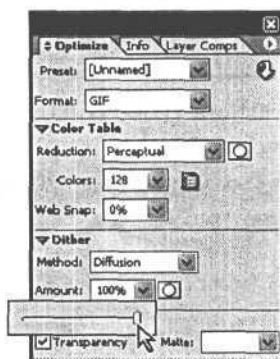 Optimize Info Layer Comps
Preset: [Unnamed]
Format: GIF
Color Table
Reduction: Perceptual
Colors: 128
Web Snap: 0%
Dither
Method: Diffusion
Amount: 100%
Transparency Matte: